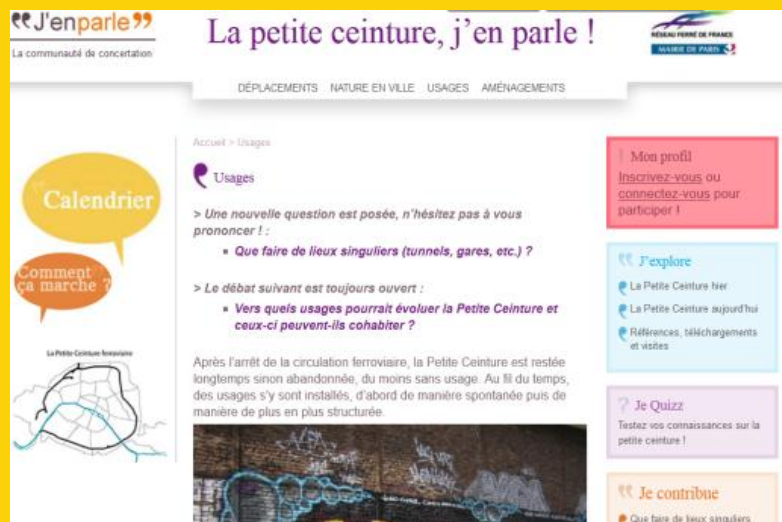 J'enparle
La communauté de concertation
La petite ceinture, j'en parle !
RÉSEAU FERRÉ DE FRANCE
MAIRIE DE PARIS
DÉPLACEMENTS NATURE EN VILLE USAGES AMÉNAGEMENTS
Calendrier
Comment
ça marche ?
La Petite Ceinture ferroviaire
Accueil > Usages
Usages
> Une nouvelle question est posée, n'hésitez pas à vous
prononcer ! :
Que faire de lieux singuliers (tunnels, gares, etc.) ?
> Le débat suivant est toujours ouvert :
Vers quels usages pourrait évoluer la Petite Ceinture et
ceux-ci peuvent-ils cohabiter ?
Après l'arrêt de la circulation ferroviaire, la Petite Ceinture est restée
longtemps sinon abandonnée, du moins sans usage. Au fil du temps,
des usages s'y sont installés, d'abord de manière spontanée puis de
manière de plus en plus structurée.
Mon profil
Inscrivez-vous ou
connectez-vous pour
participer !
J'explore
La Petite Ceinture hier
La Petite Ceinture aujourd'hui
Références, téléchargements
et visites
Je Quizz
Testez vos connaissances sur la
petite ceinture !
Je contribue
Que faire de lieux singuliers